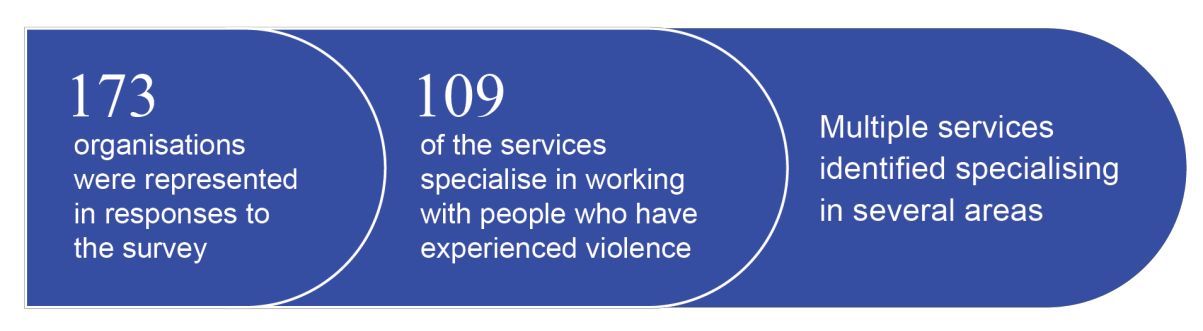 173
organisations
were represented
in responses to
the survey
109
of the services
specialise in working
with people who have
experienced violence
Multiple services
identified specialising
in several areas